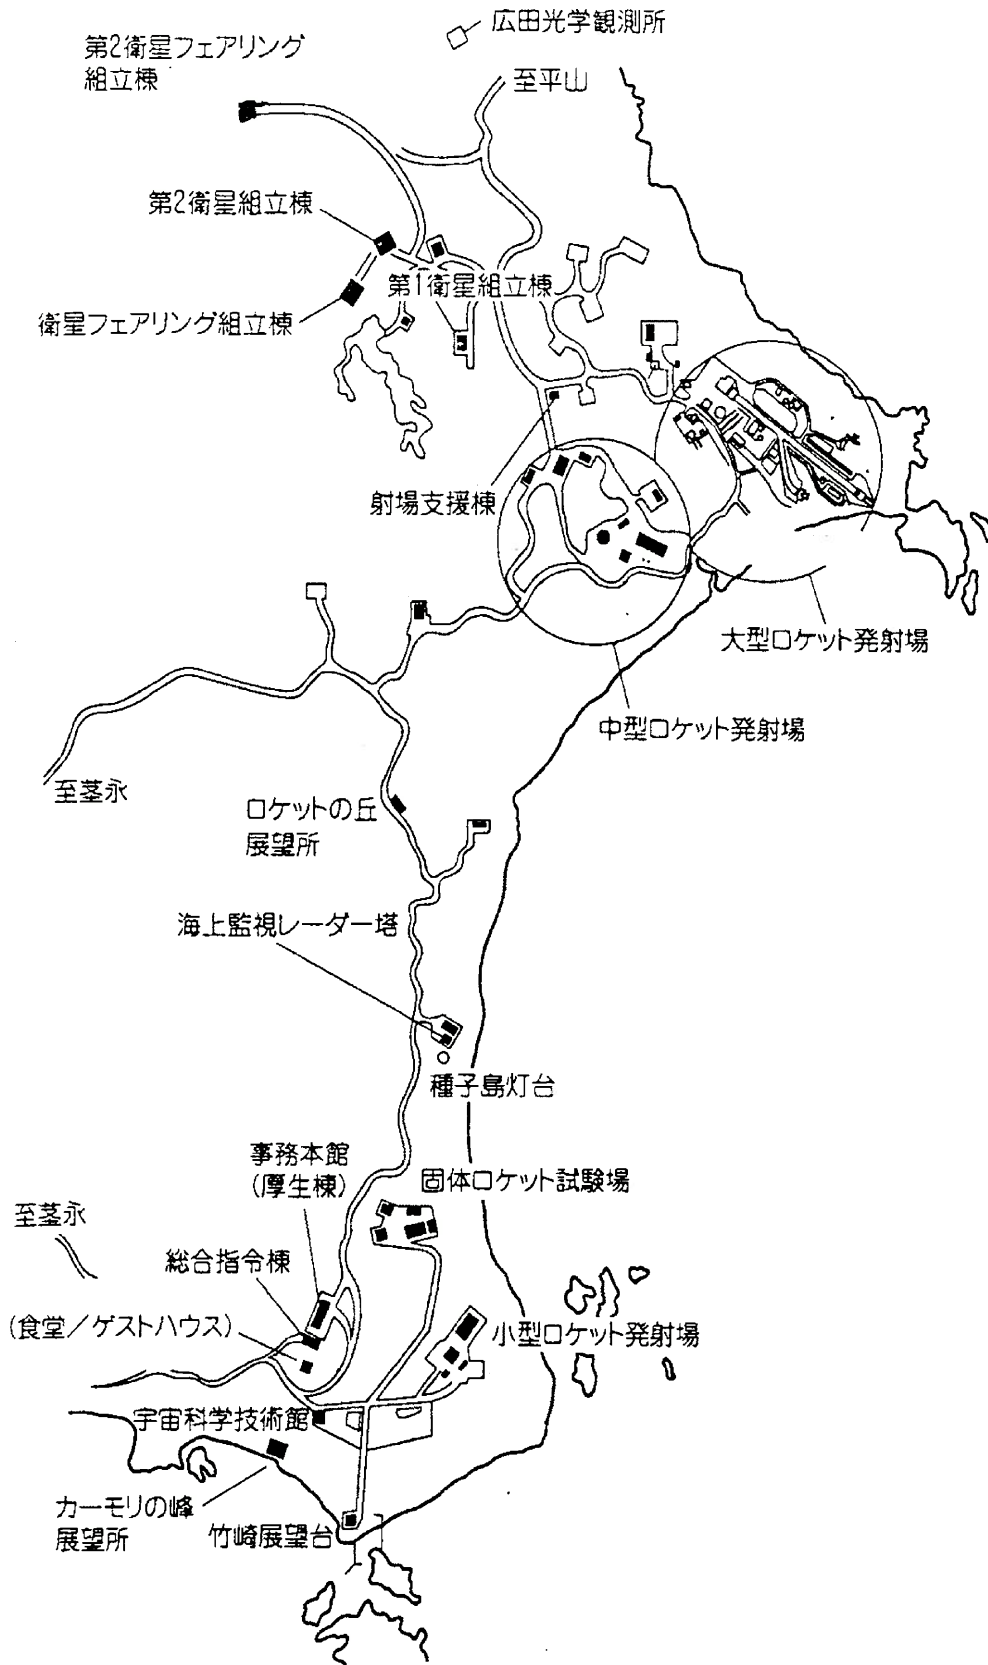 広田光学観測所
第2衛星フェアリング
組立棟
至平山
第2衛星組立棟
第1衛星組立棟
衛星フェアリング組立棟
射場支援棟
大型ロケット発射場
中型ロケット発射場
至茎永
ロケットの丘
展望所
海上監視レーダー塔
種子島灯台
事務本館
(厚生棟)
固体ロケット試験場
至茎永
総合指令棟
(食堂/ゲストハウス)
小型ロケット発射場
宇宙科学技術館
カーモリの峰
展望所
竹崎展望台